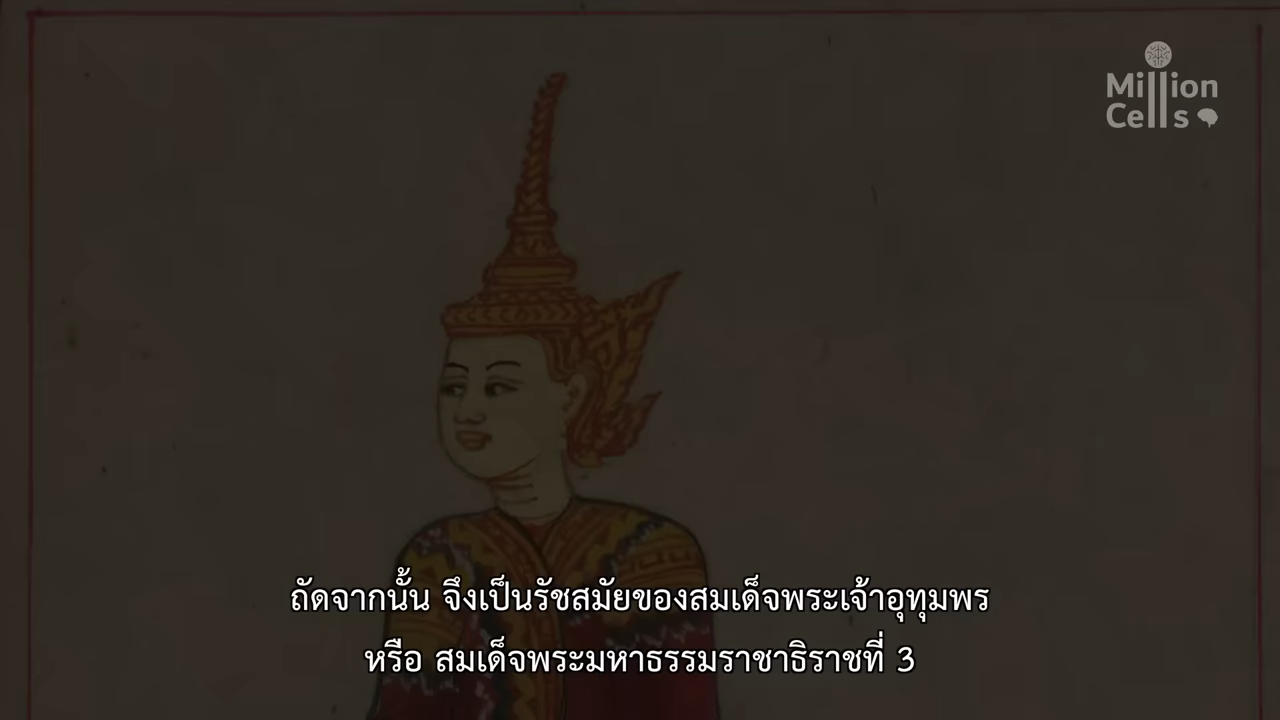 Million
Cells
ถัดจากนั้น จึงเป็นรัชสมัยของสมเด็จพระเจ้าอุทุมพร
หรือ สมเด็จพระมหาธรรมราชาธิราชที่ 3